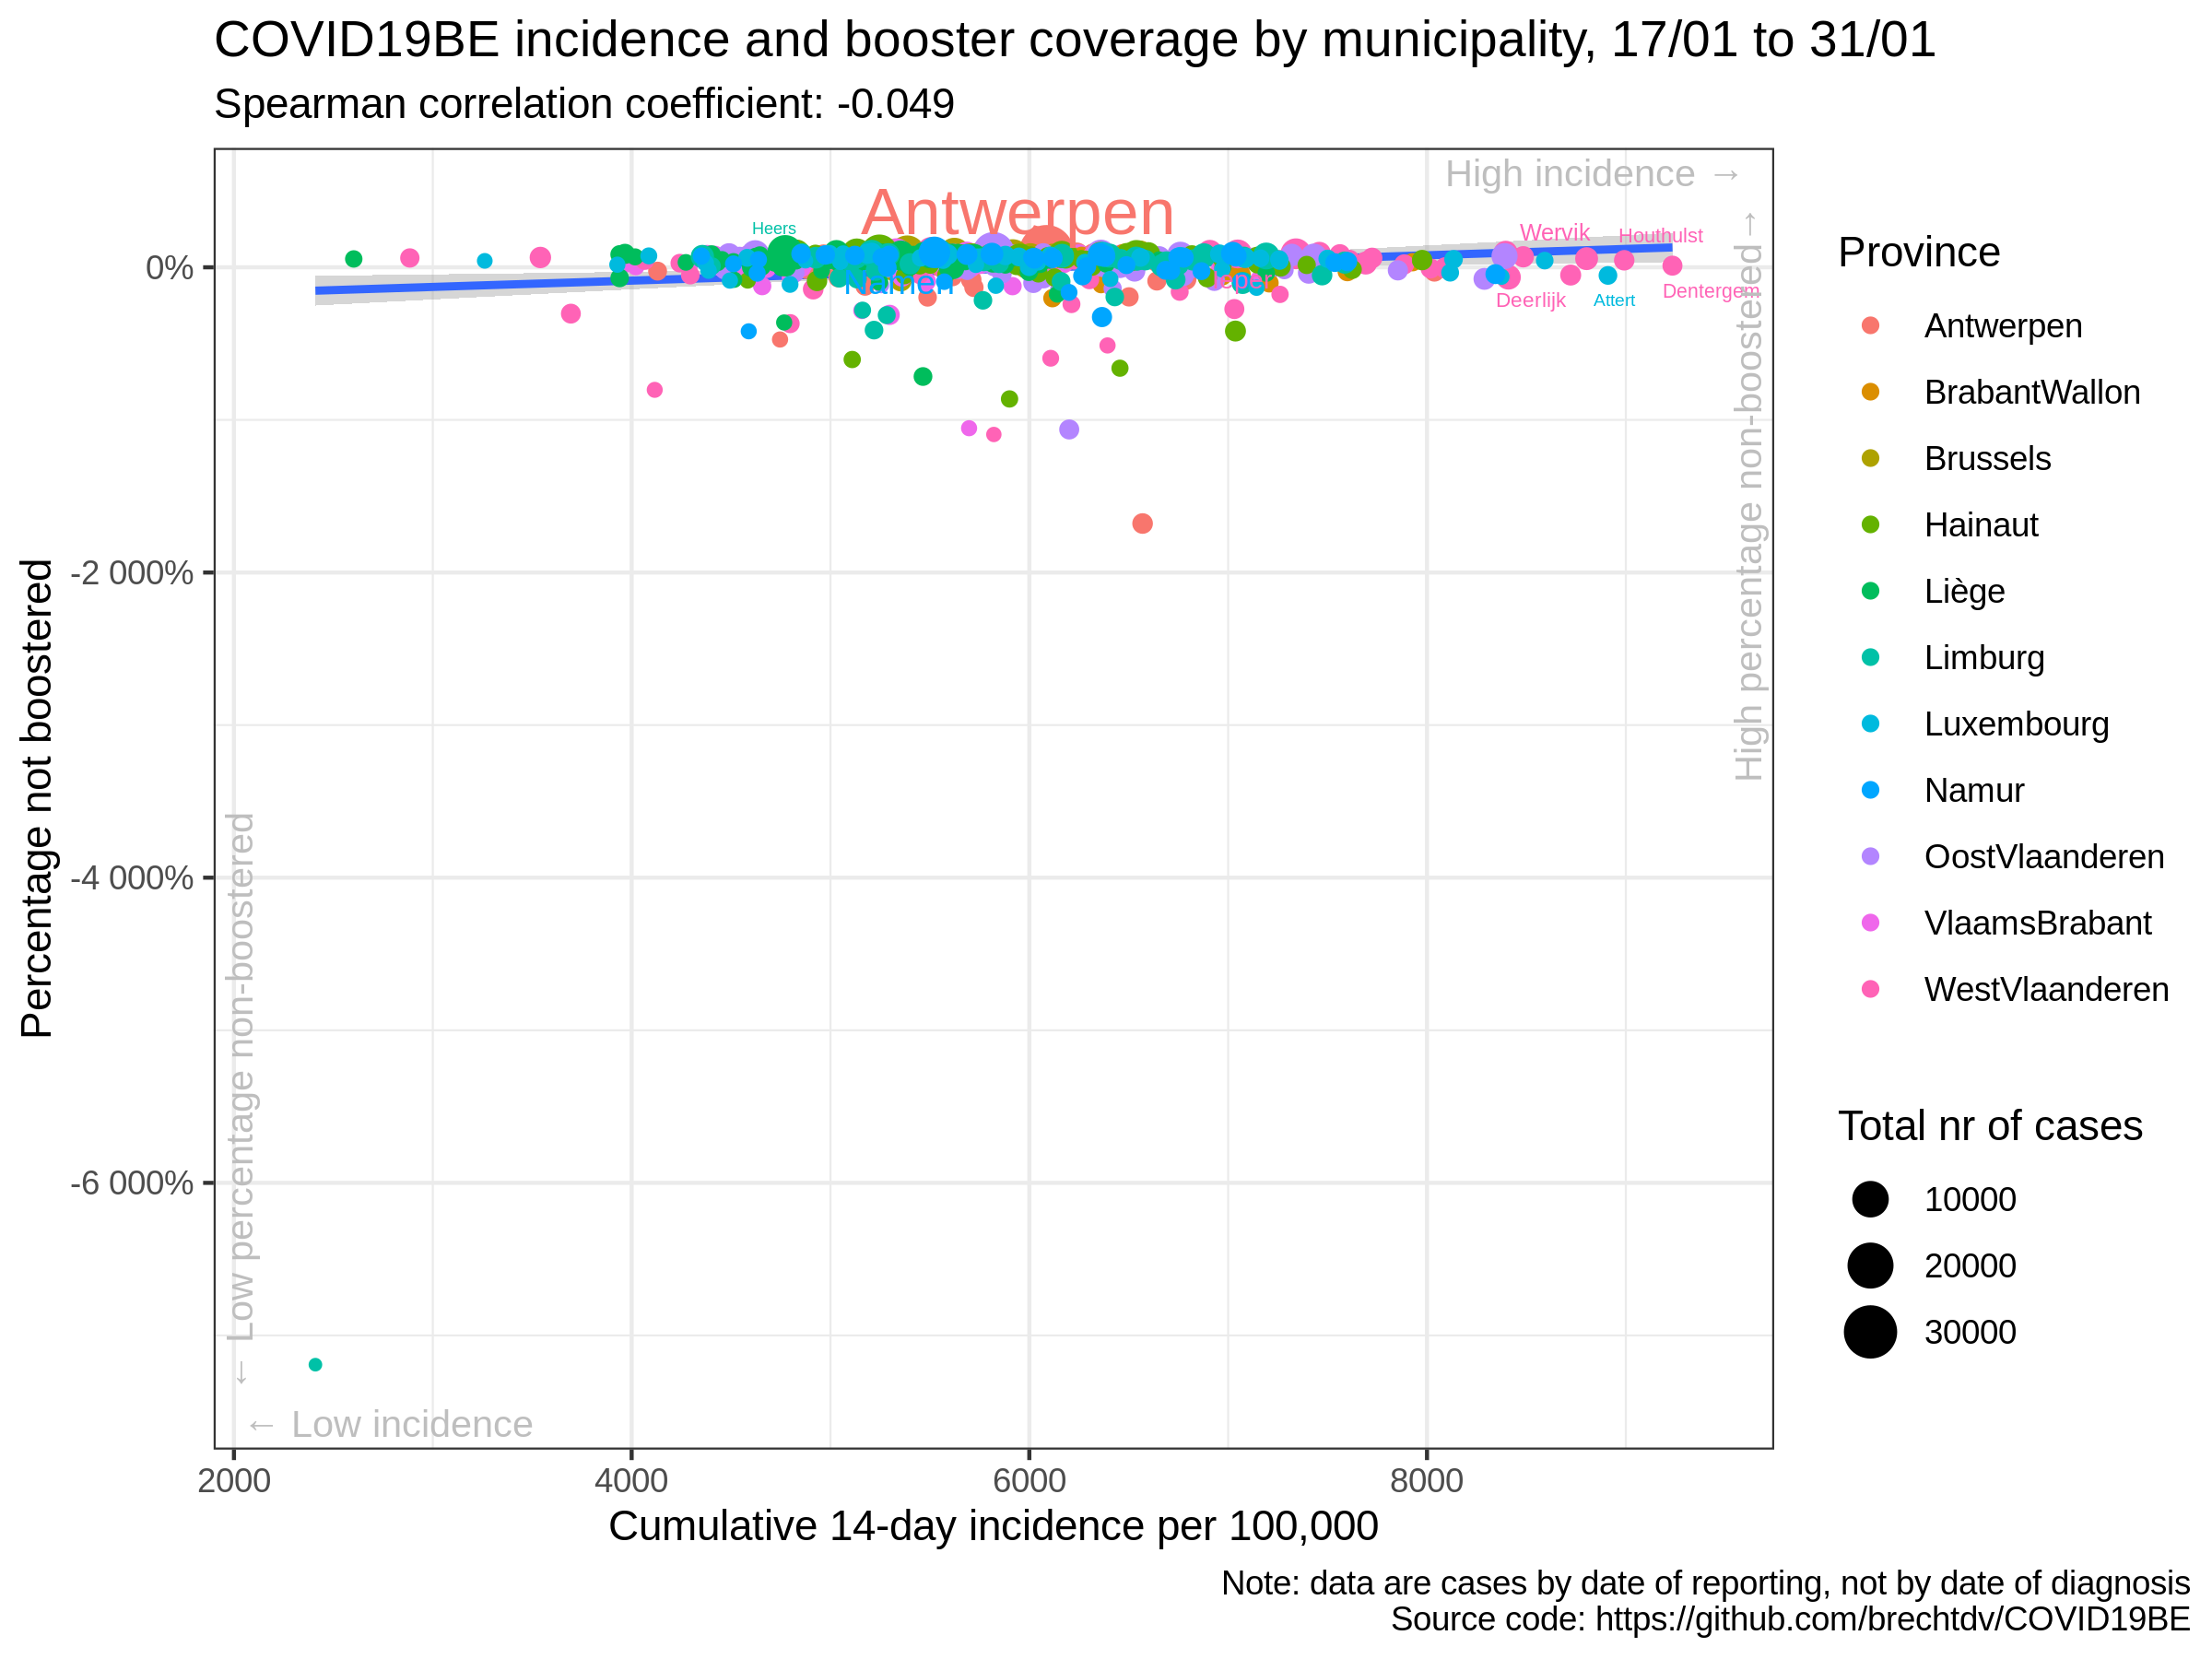 COVID19BE incidence and booster coverage by municipality, 17/01 to 31/01
Spearman correlation coefficient: -0.049
High incidence →
Antwerpen
Heers
Wervik
Houthulst
Dentergem
Deerlijk
Attert
0%
-2 000%
-4 000%
-6 000%
Percentage not boostered
High percentage non-boostered →
← Low percentage non-boostered
← Low incidence
2000
4000
6000
8000
Cumulative 14-day incidence per 100,000
Province
Antwerpen
BrabantWallon
Brussels
Hainaut
Liège
Limburg
Luxembourg
Namur
OostVlaanderen
VlaamsBrabant
WestVlaanderen
Total nr of cases
10000
20000
30000
Note: data are cases by date of reporting, not by date of diagnosis
Source code: https://github.com/brechtdv/COVID19BE